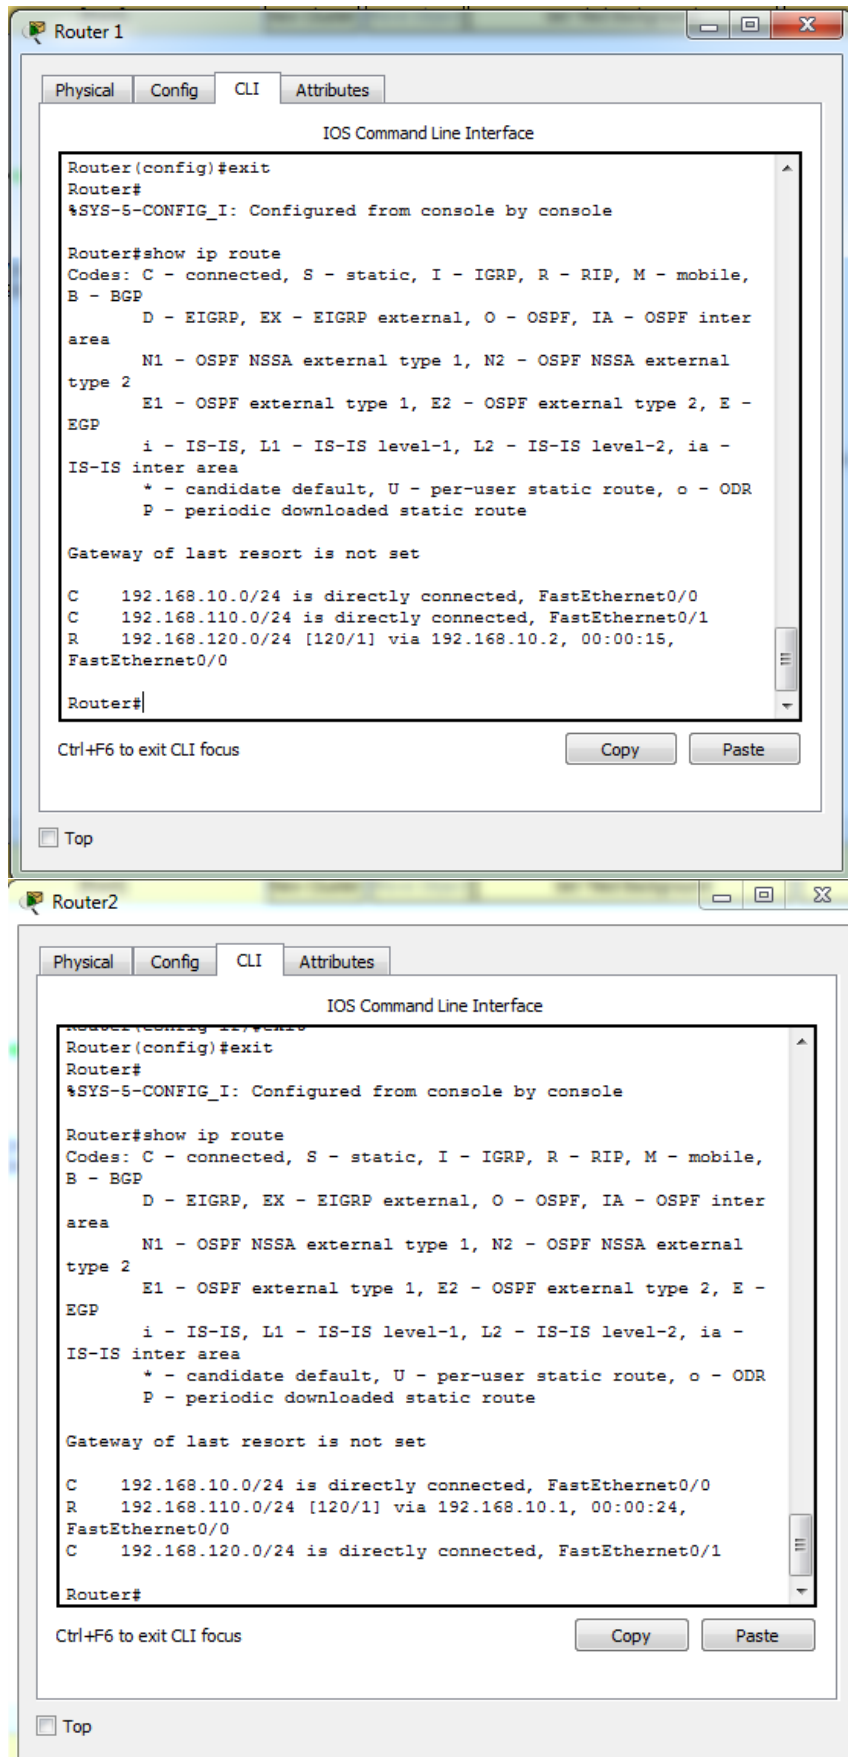 Router 1
Physical Config CLI Attributes
IOS Command Line Interface
Router(config)#exit
Router#
%SYS-5-CONFIG_I: Configured from console by console
Router#show ip route
Codes: C - connected, S - static, I - IGRP, R - RIP, M - mobile,
B - BGP
D - EIGRP, EX - EIGRP external, O - OSPF, IA - OSPF inter
area
N1 - OSPF NSSA external type 1, N2 - OSPF NSSA external
type 2
E1 - OSPF external type 1, E2 - OSPF external type 2, E -
EGP
i - IS-IS, L1 - IS-IS level-1, L2 - IS-IS level-2, ia -
IS-IS inter area
* - candidate default, U - per-user static route, o - ODR
P - periodic downloaded static route
Gateway of last resort is not set
C 192.168.10.0/24 is directly connected, FastEthernet0/0
C 192.168.110.0/24 is directly connected, FastEthernet0/1
R 192.168.120.0/24 [120/1] via 192.168.10.2, 00:00:15,
FastEthernet0/0
Router#
Ctrl+F6 to exit CLI focus
Copy Paste
Top
Router2
Physical Config CLI Attributes
IOS Command Line Interface
Router(config-if)#exit
Router(config)#exit
Router#
%SYS-5-CONFIG_I: Configured from console by console
Router#show ip route
Codes: C - connected, S - static, I - IGRP, R - RIP, M - mobile,
B - BGP
D - EIGRP, EX - EIGRP external, O - OSPF, IA - OSPF inter
area
N1 - OSPF NSSA external type 1, N2 - OSPF NSSA external
type 2
E1 - OSPF external type 1, E2 - OSPF external type 2, E -
EGP
i - IS-IS, L1 - IS-IS level-1, L2 - IS-IS level-2, ia -
IS-IS inter area
* - candidate default, U - per-user static route, o - ODR
P - periodic downloaded static route
Gateway of last resort is not set
C 192.168.10.0/24 is directly connected, FastEthernet0/0
R 192.168.110.0/24 [120/1] via 192.168.10.1, 00:00:24,
FastEthernet0/0
C 192.168.120.0/24 is directly connected, FastEthernet0/1
Router#
Ctrl+F6 to exit CLI focus
Copy Paste
Top